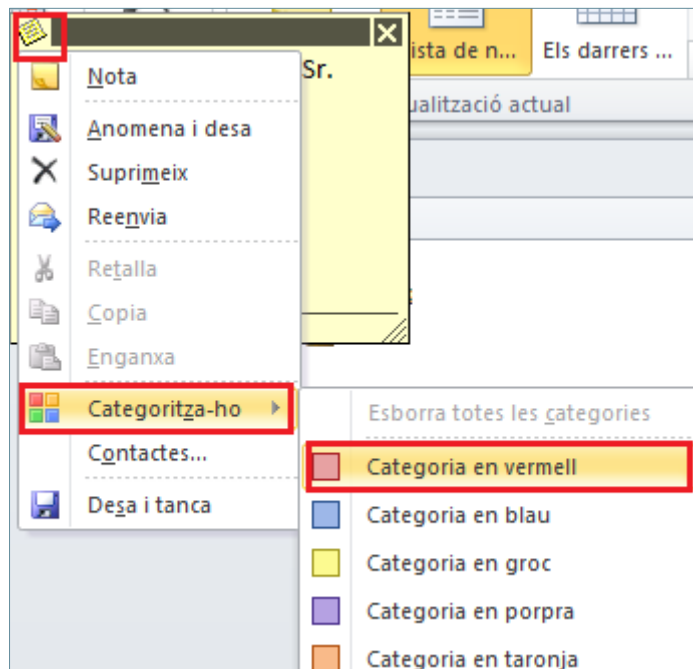 Sr.
ista de n...
Els darrers ...
ualització actual
Nota
Anomena i desa
Suprimeix
Reenvia
Retalla
Copia
Enganxa
Categoritza-ho
Contactes...
Desa i tanca
Esborra totes les categories
Categoria en vermell
Categoria en blau
Categoria en groc
Categoria en porpra
Categoria en taronja